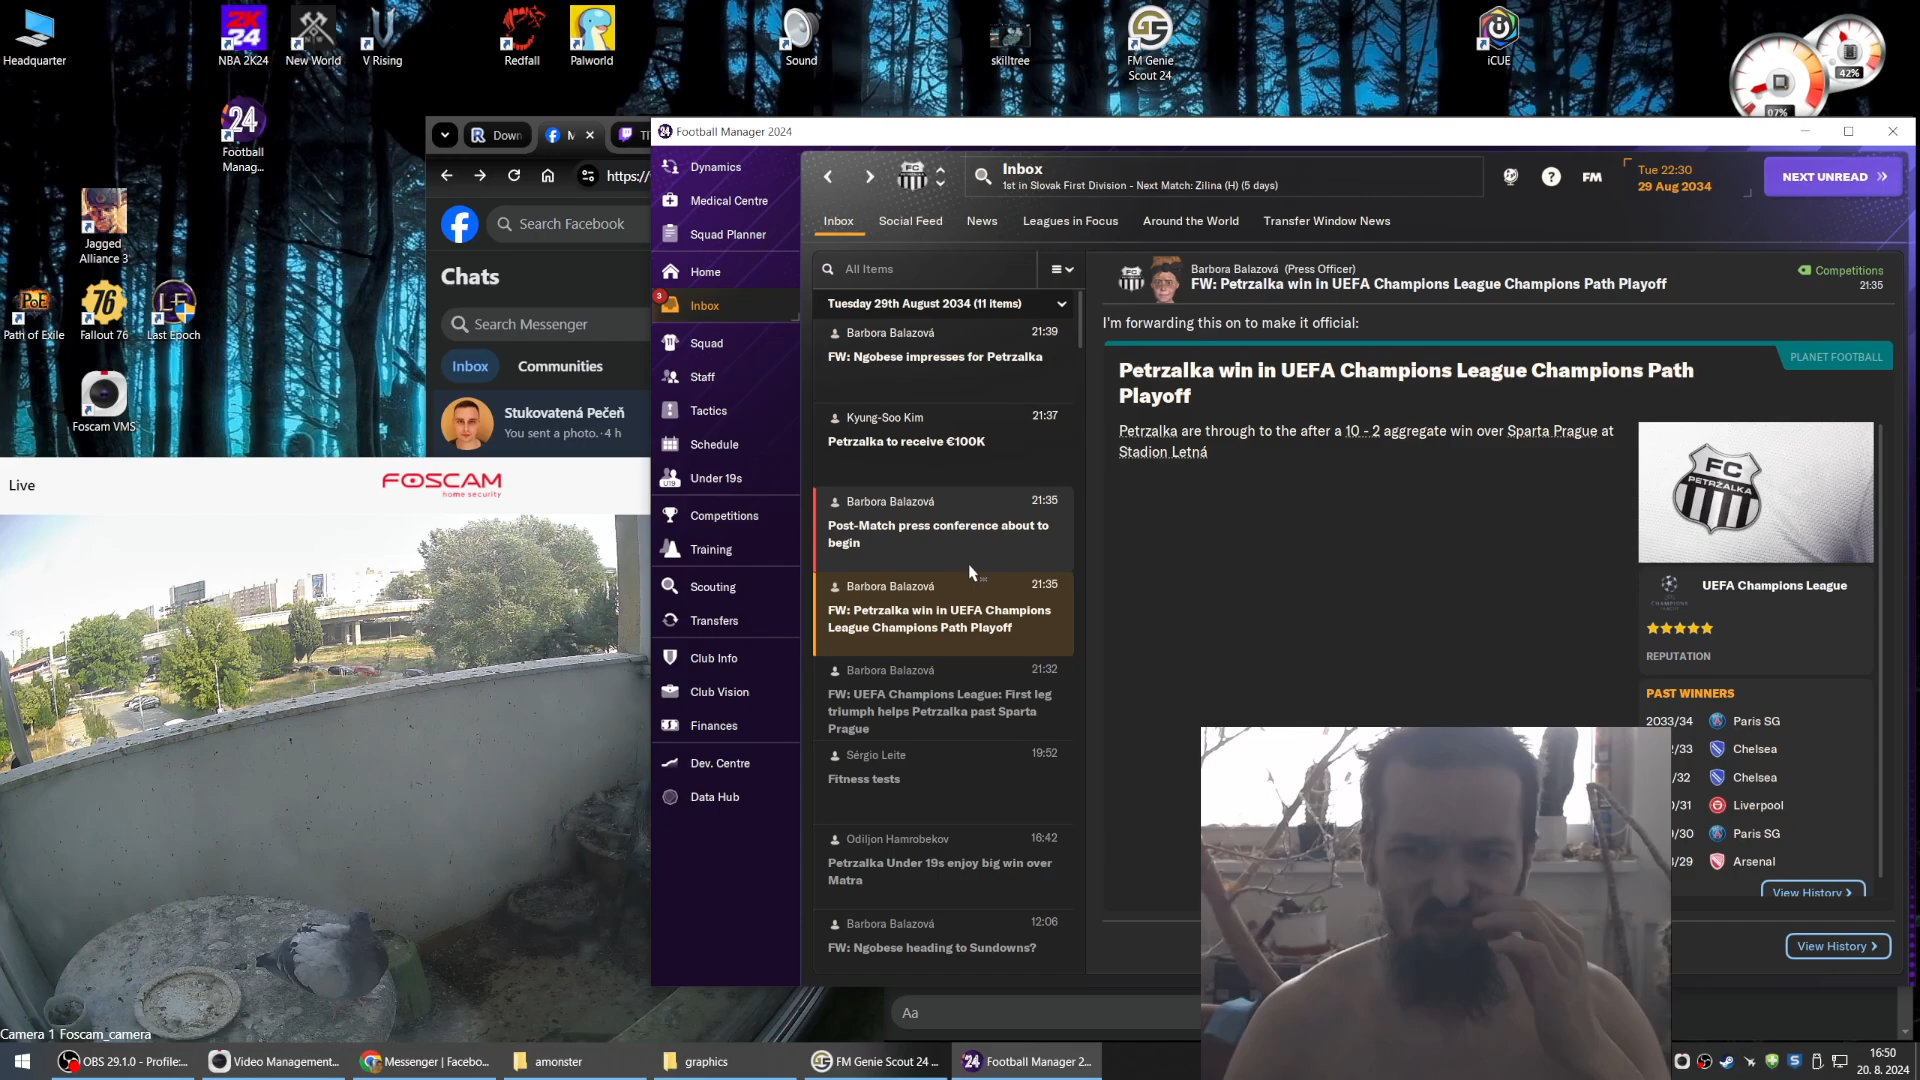 Headquarter
NBA 2K24
New World
V Rising
Redfall
Palworld
Sound
skilltree
FM Genie
Scout 24
iCUE
42%
07%
24
Football
Manag...
Jagged
Alliance 3
Path of Exile
Fallout 76
Last Epoch
Foscam VMS
Down
https://
Search Facebook
Chats
Search Messenger
Inbox
Communities
Stukovatená Pečeň
You sent a photo. · 4 h
Live
FOSCAM
home security
Camera 1 Foscam_camera
Football Manager 2024
Dynamics
Medical Centre
Squad Planner
Home
3
Inbox
Squad
Staff
Tactics
Schedule
Under 19s
Competitions
Training
Scouting
Transfers
Club Info
Club Vision
Finances
Dev. Centre
Data Hub
Inbox
1st in Slovak First Division - Next Match: Zilina (H) (5 days)
FM
Tue 22:30
29 Aug 2034
NEXT UNREAD
Inbox
Social Feed
News
Leagues in Focus
Around the World
Transfer Window News
All Items
Tuesday 29th August 2034 (11 items)
Barbora Balazová 21:39
FW: Ngobese impresses for Petrzalka
Kyung-Soo Kim 21:37
Petrzalka to receive €100K
Barbora Balazová 21:35
Post-Match press conference about to
begin
Barbora Balazová 21:35
FW: Petrzalka win in UEFA Champions
League Champions Path Playoff
Barbora Balazová 21:32
FW: UEFA Champions League: First leg
triumph helps Petrzalka past Sparta
Prague
Sérgio Leite 19:52
Fitness tests
Odiljon Hamrobekov 16:42
Petrzalka Under 19s enjoy big win over
Matra
Barbora Balazová 12:06
FW: Ngobese heading to Sundowns?
Barbora Balazová (Press Officer)
FW: Petrzalka win in UEFA Champions League Champions Path Playoff
Competitions
21:35
I'm forwarding this on to make it official:
PLANET FOOTBALL
Petrzalka win in UEFA Champions League Champions Path
Playoff
Petrzalka are through to the after a 10 - 2 aggregate win over Sparta Prague at
Stadion Letná
FC
PETRŽALKA
UEFA Champions League
REPUTATION
PAST WINNERS
2033/34 Paris SG
/33 Chelsea
/32 Chelsea
/31 Liverpool
/30 Paris SG
/29 Arsenal
View History
View History
Aa
OBS 29.1.0 - Profile:...
Video Management...
Messenger | Facebo...
amonster
graphics
FM Genie Scout 24 ...
Football Manager 2...
16:50
20. 8. 2024